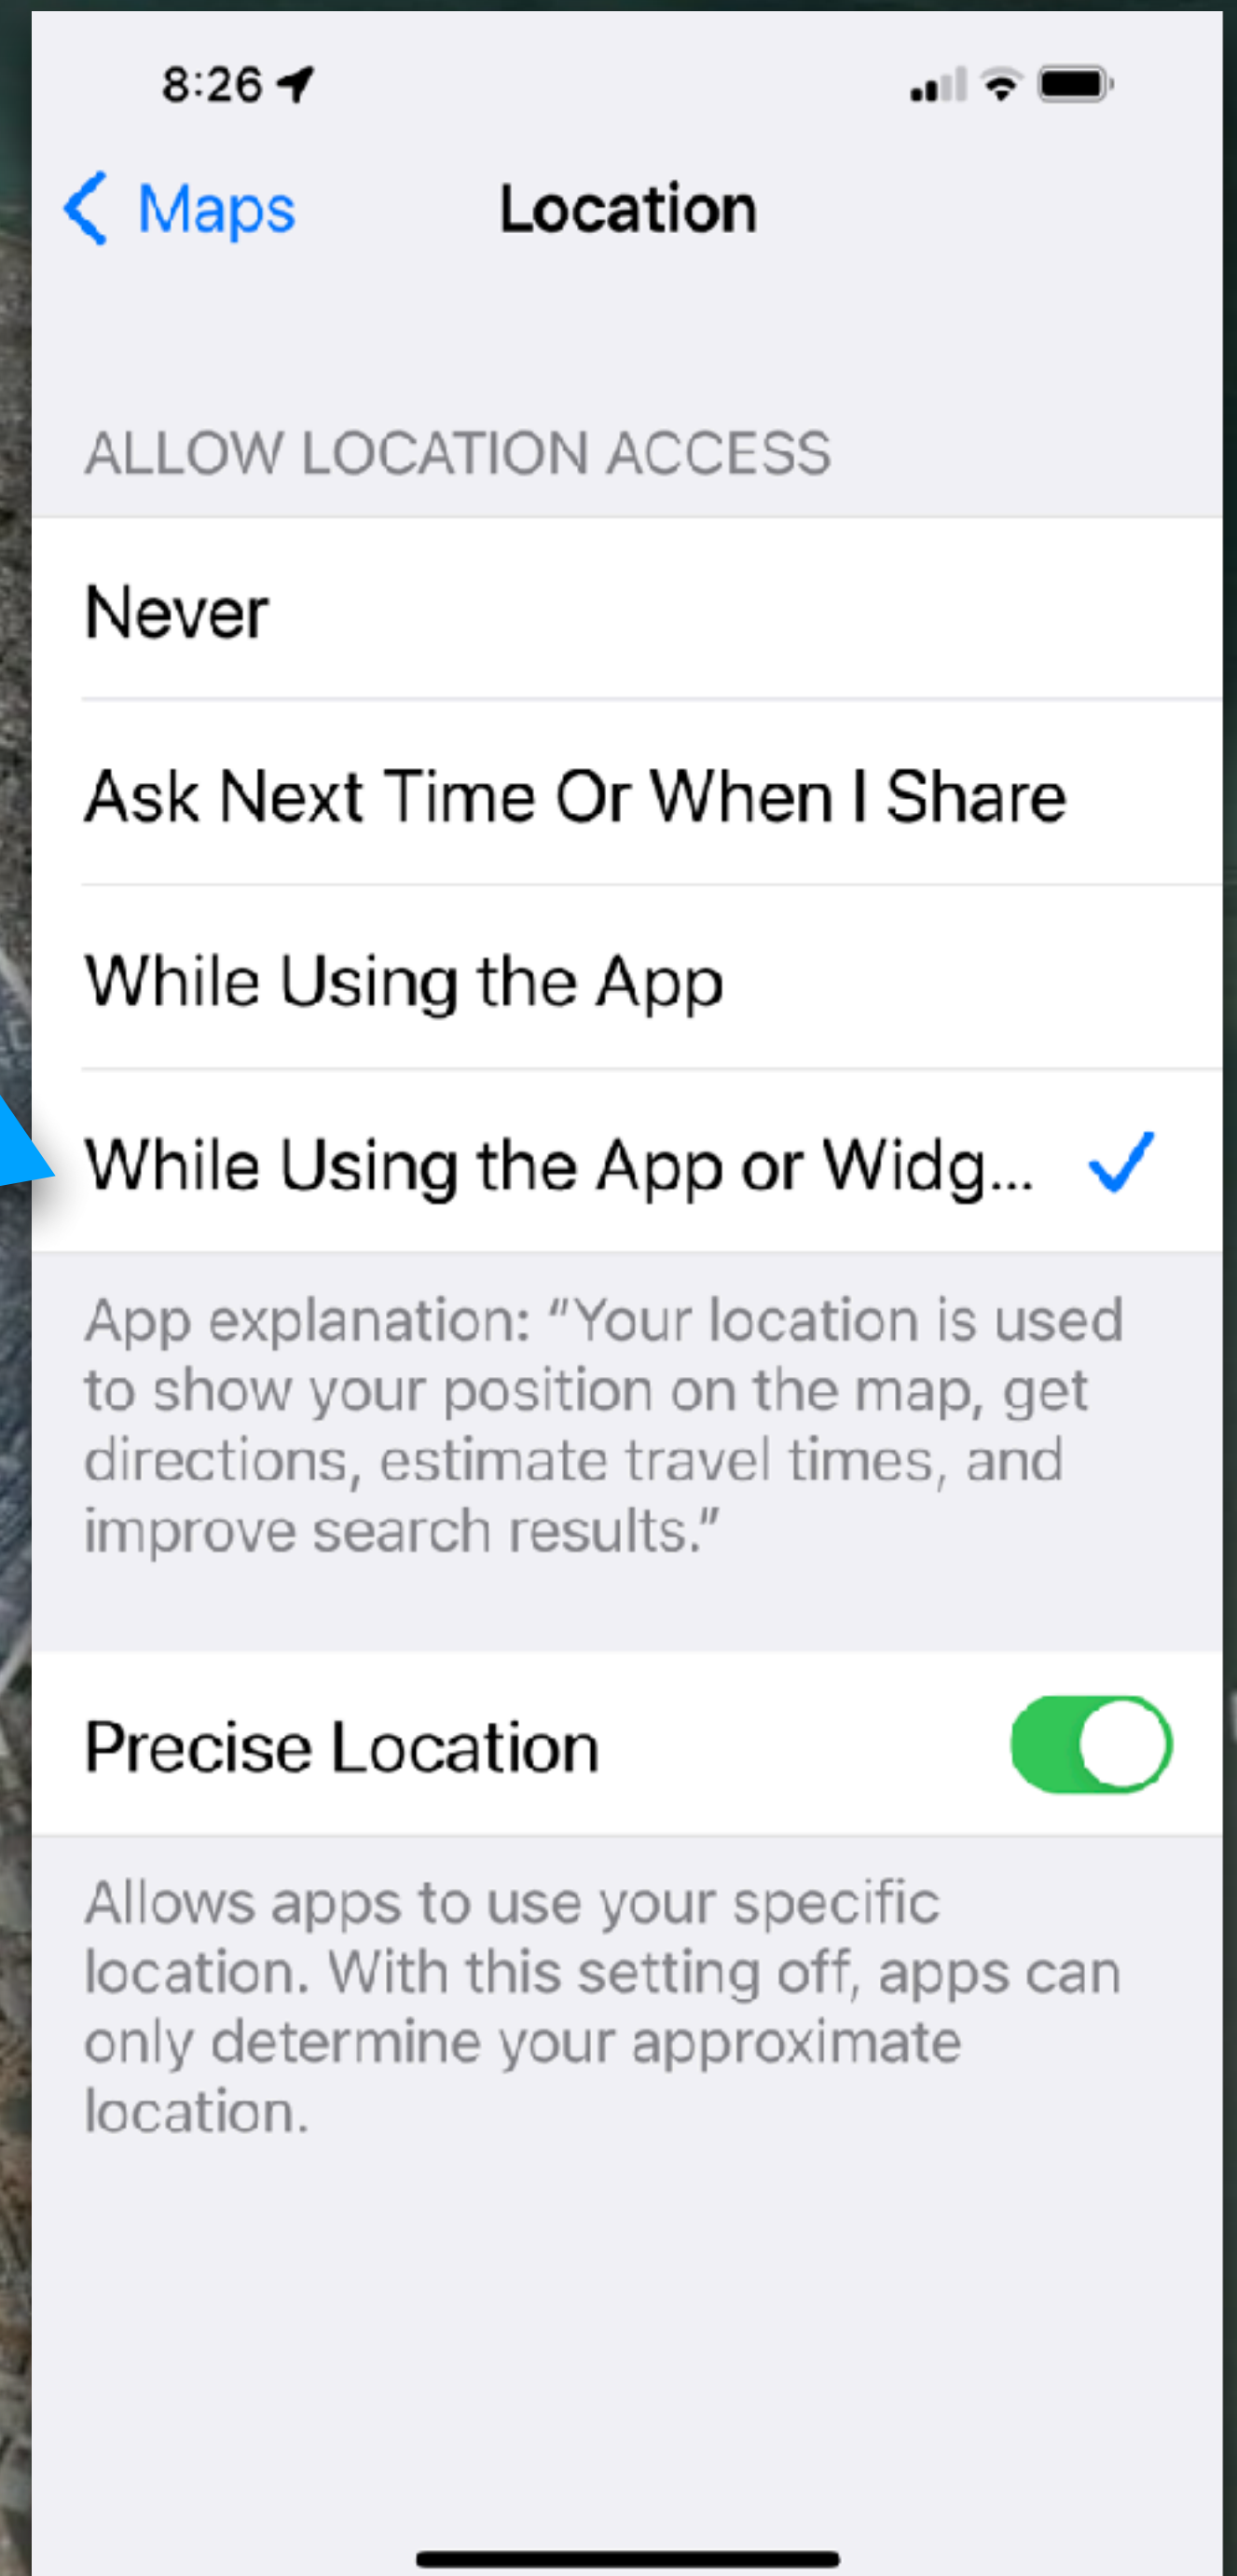 8:26
Maps
Location
ALLOW LOCATION ACCESS
Never
Ask Next Time Or When I Share
While Using the App
While Using the App or Widg...
App explanation: “Your location is used
to show your position on the map, get
directions, estimate travel times, and
improve search results.”
Precise Location
Allows apps to use your specific
location. With this setting off, apps can
only determine your approximate
location.